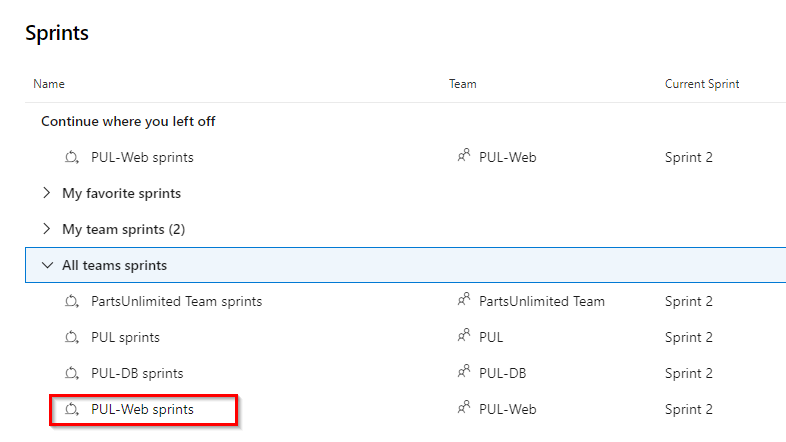 Sprints
Name Team Current Sprint
Continue where you left off
PUL-Web sprints PUL-Web Sprint 2
My favorite sprints
My team sprints (2)
All teams sprints
PartsUnlimited Team sprints PartsUnlimited Team Sprint 2
PUL sprints PUL Sprint 2
PUL-DB sprints PUL-DB Sprint 2
PUL-Web sprints PUL-Web Sprint 2